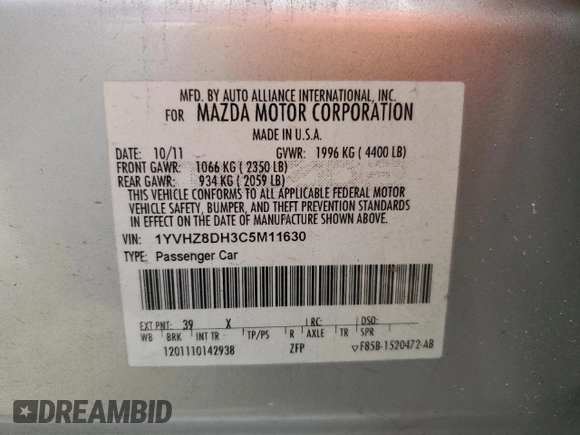 MFD. BY AUTO ALLIANCE INTERNATIONAL, INC.
FOR MAZDA MOTOR CORPORATION
MADE IN U.S.A.
DATE: 10/11 GVWR: 1996 KG ( 4400 LB)
FRONT GAWR: 1066 KG ( 2350 LB)
REAR GAWR: 934 KG ( 2059 LB)
THIS VEHICLE CONFORMS TO ALL APPLICABLE FEDERAL MOTOR
VEHICLE SAFETY, BUMPER, AND THEFT PREVENTION STANDARDS
IN EFFECT ON THE DATE OF MANUFACTURE SHOWN ABOVE.
VIN: 1YVHZ8DH3C5M11630
TYPE: Passenger Car
EXT PNT: 39 X RC: DSO:
WB BRK INT TR TP/PS R AXLE TR SPR
1201110142938 ZFP F85B-1520472-AB
DREAMBID